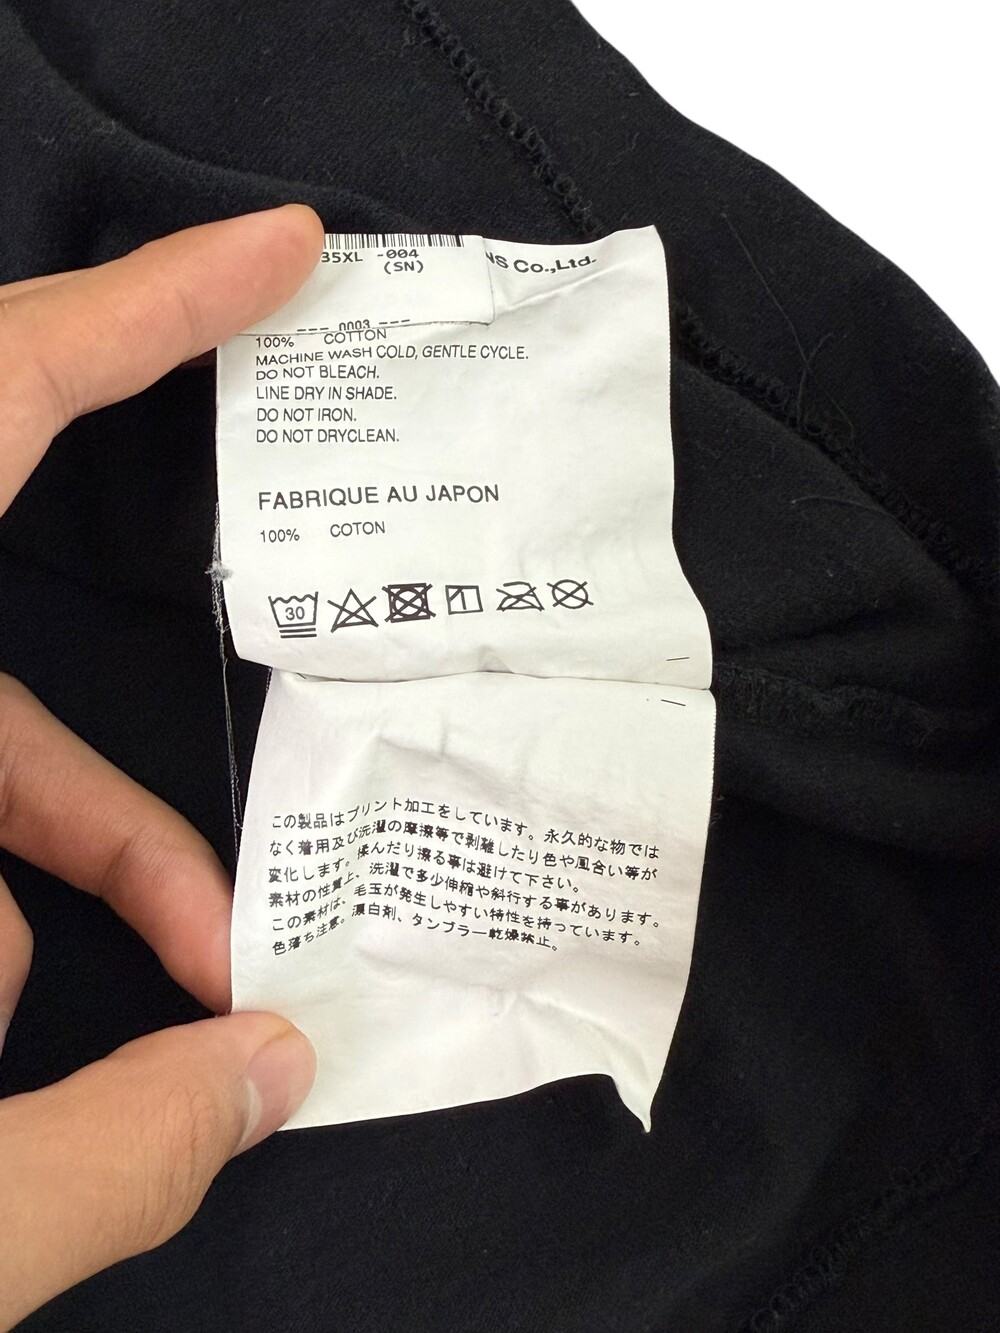 35XL -004
(SN)
NS Co.,Ltd.
--- 0003 ---
100% COTTON
MACHINE WASH COLD, GENTLE CYCLE.
DO NOT BLEACH.
LINE DRY IN SHADE.
DO NOT IRON.
DO NOT DRYCLEAN.
FABRIQUE AU JAPON
100% COTON
30
この製品はプリント加工をしています。永久的な物では
なく着用及び洗濯の摩擦等で剥離したり色や風合い等が
変化します。揉んだり擦る事は避けて下さい。
素材の性質上、洗濯で多少伸縮や斜行する事があります。
この素材は、毛玉が発生しやすい特性を持っています。
色落ち注意。漂白剤、タンブラー乾燥禁止。